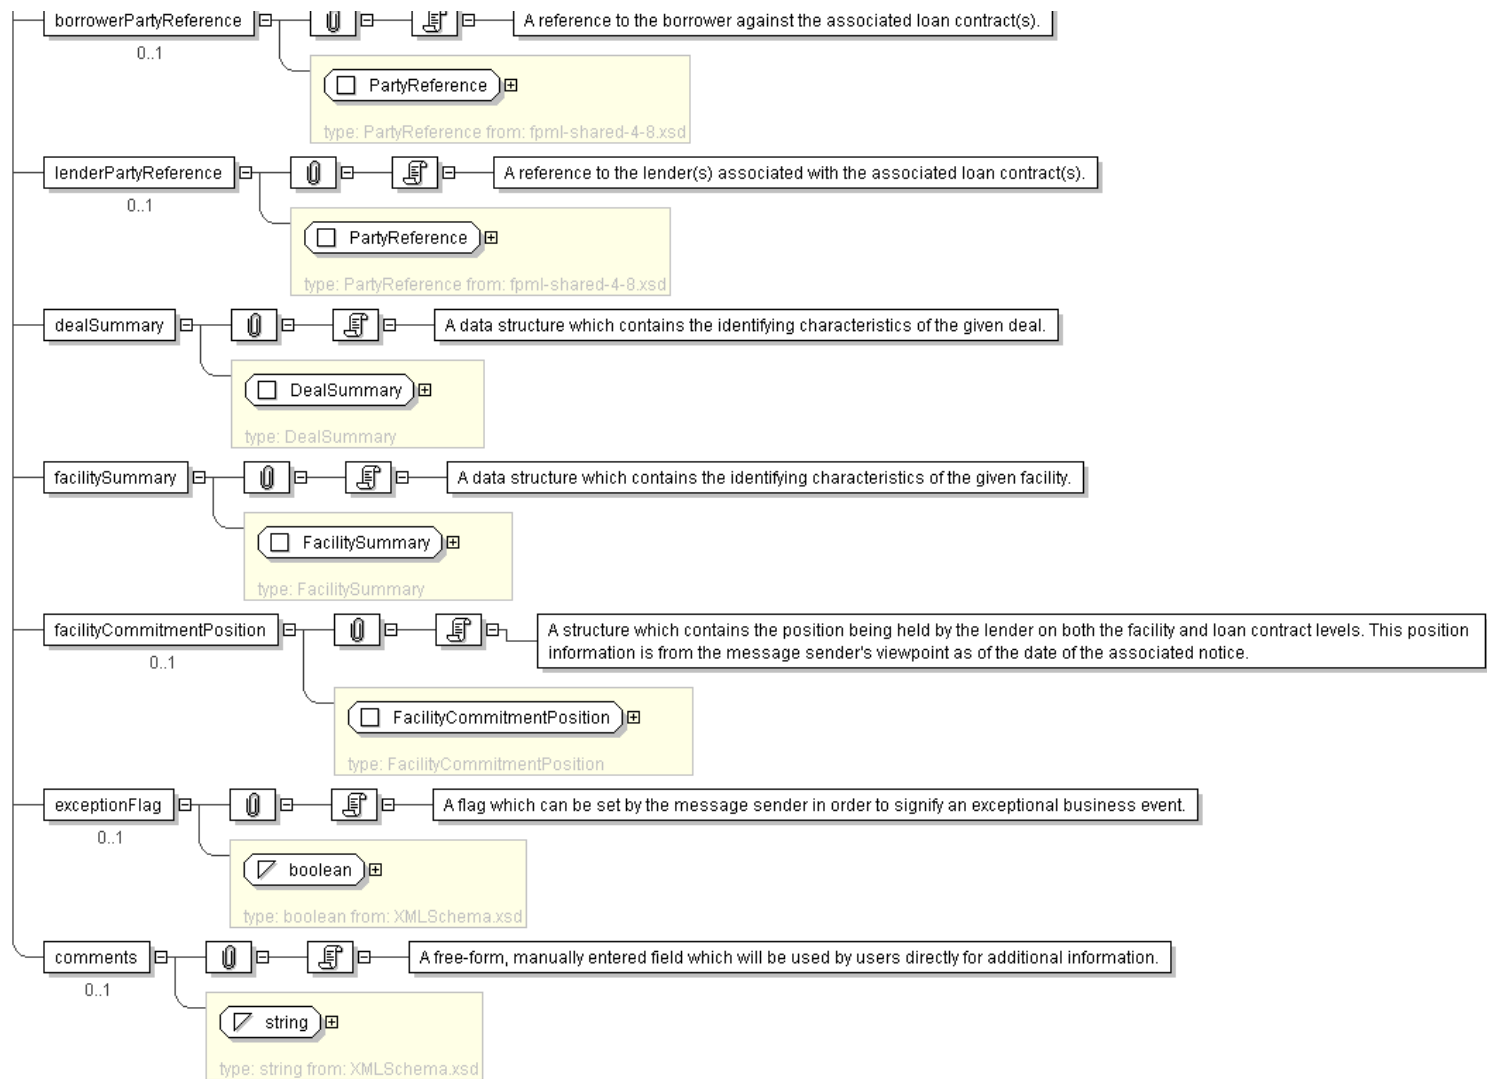 borrowerPartyReference
A reference to the borrower against the associated loan contract(s).
0..1
PartyReference
type: PartyReference from: fpml-shared-4-8.xsd
lenderPartyReference
A reference to the lender(s) associated with the associated loan contract(s).
0..1
PartyReference
type: PartyReference from: fpml-shared-4-8.xsd
dealSummary
A data structure which contains the identifying characteristics of the given deal.
DealSummary
type: DealSummary
facilitySummary
A data structure which contains the identifying characteristics of the given facility.
FacilitySummary
type: FacilitySummary
facilityCommitmentPosition
A structure which contains the position being held by the lender on both the facility and loan contract levels. This position
information is from the message sender's viewpoint as of the date of the associated notice.
0..1
FacilityCommitmentPosition
type: FacilityCommitmentPosition
exceptionFlag
A flag which can be set by the message sender in order to signify an exceptional business event.
0..1
boolean
type: boolean from: XMLSchema.xsd
comments
A free-form, manually entered field which will be used by users directly for additional information.
0..1
string
type: string from: XMLSchema.xsd